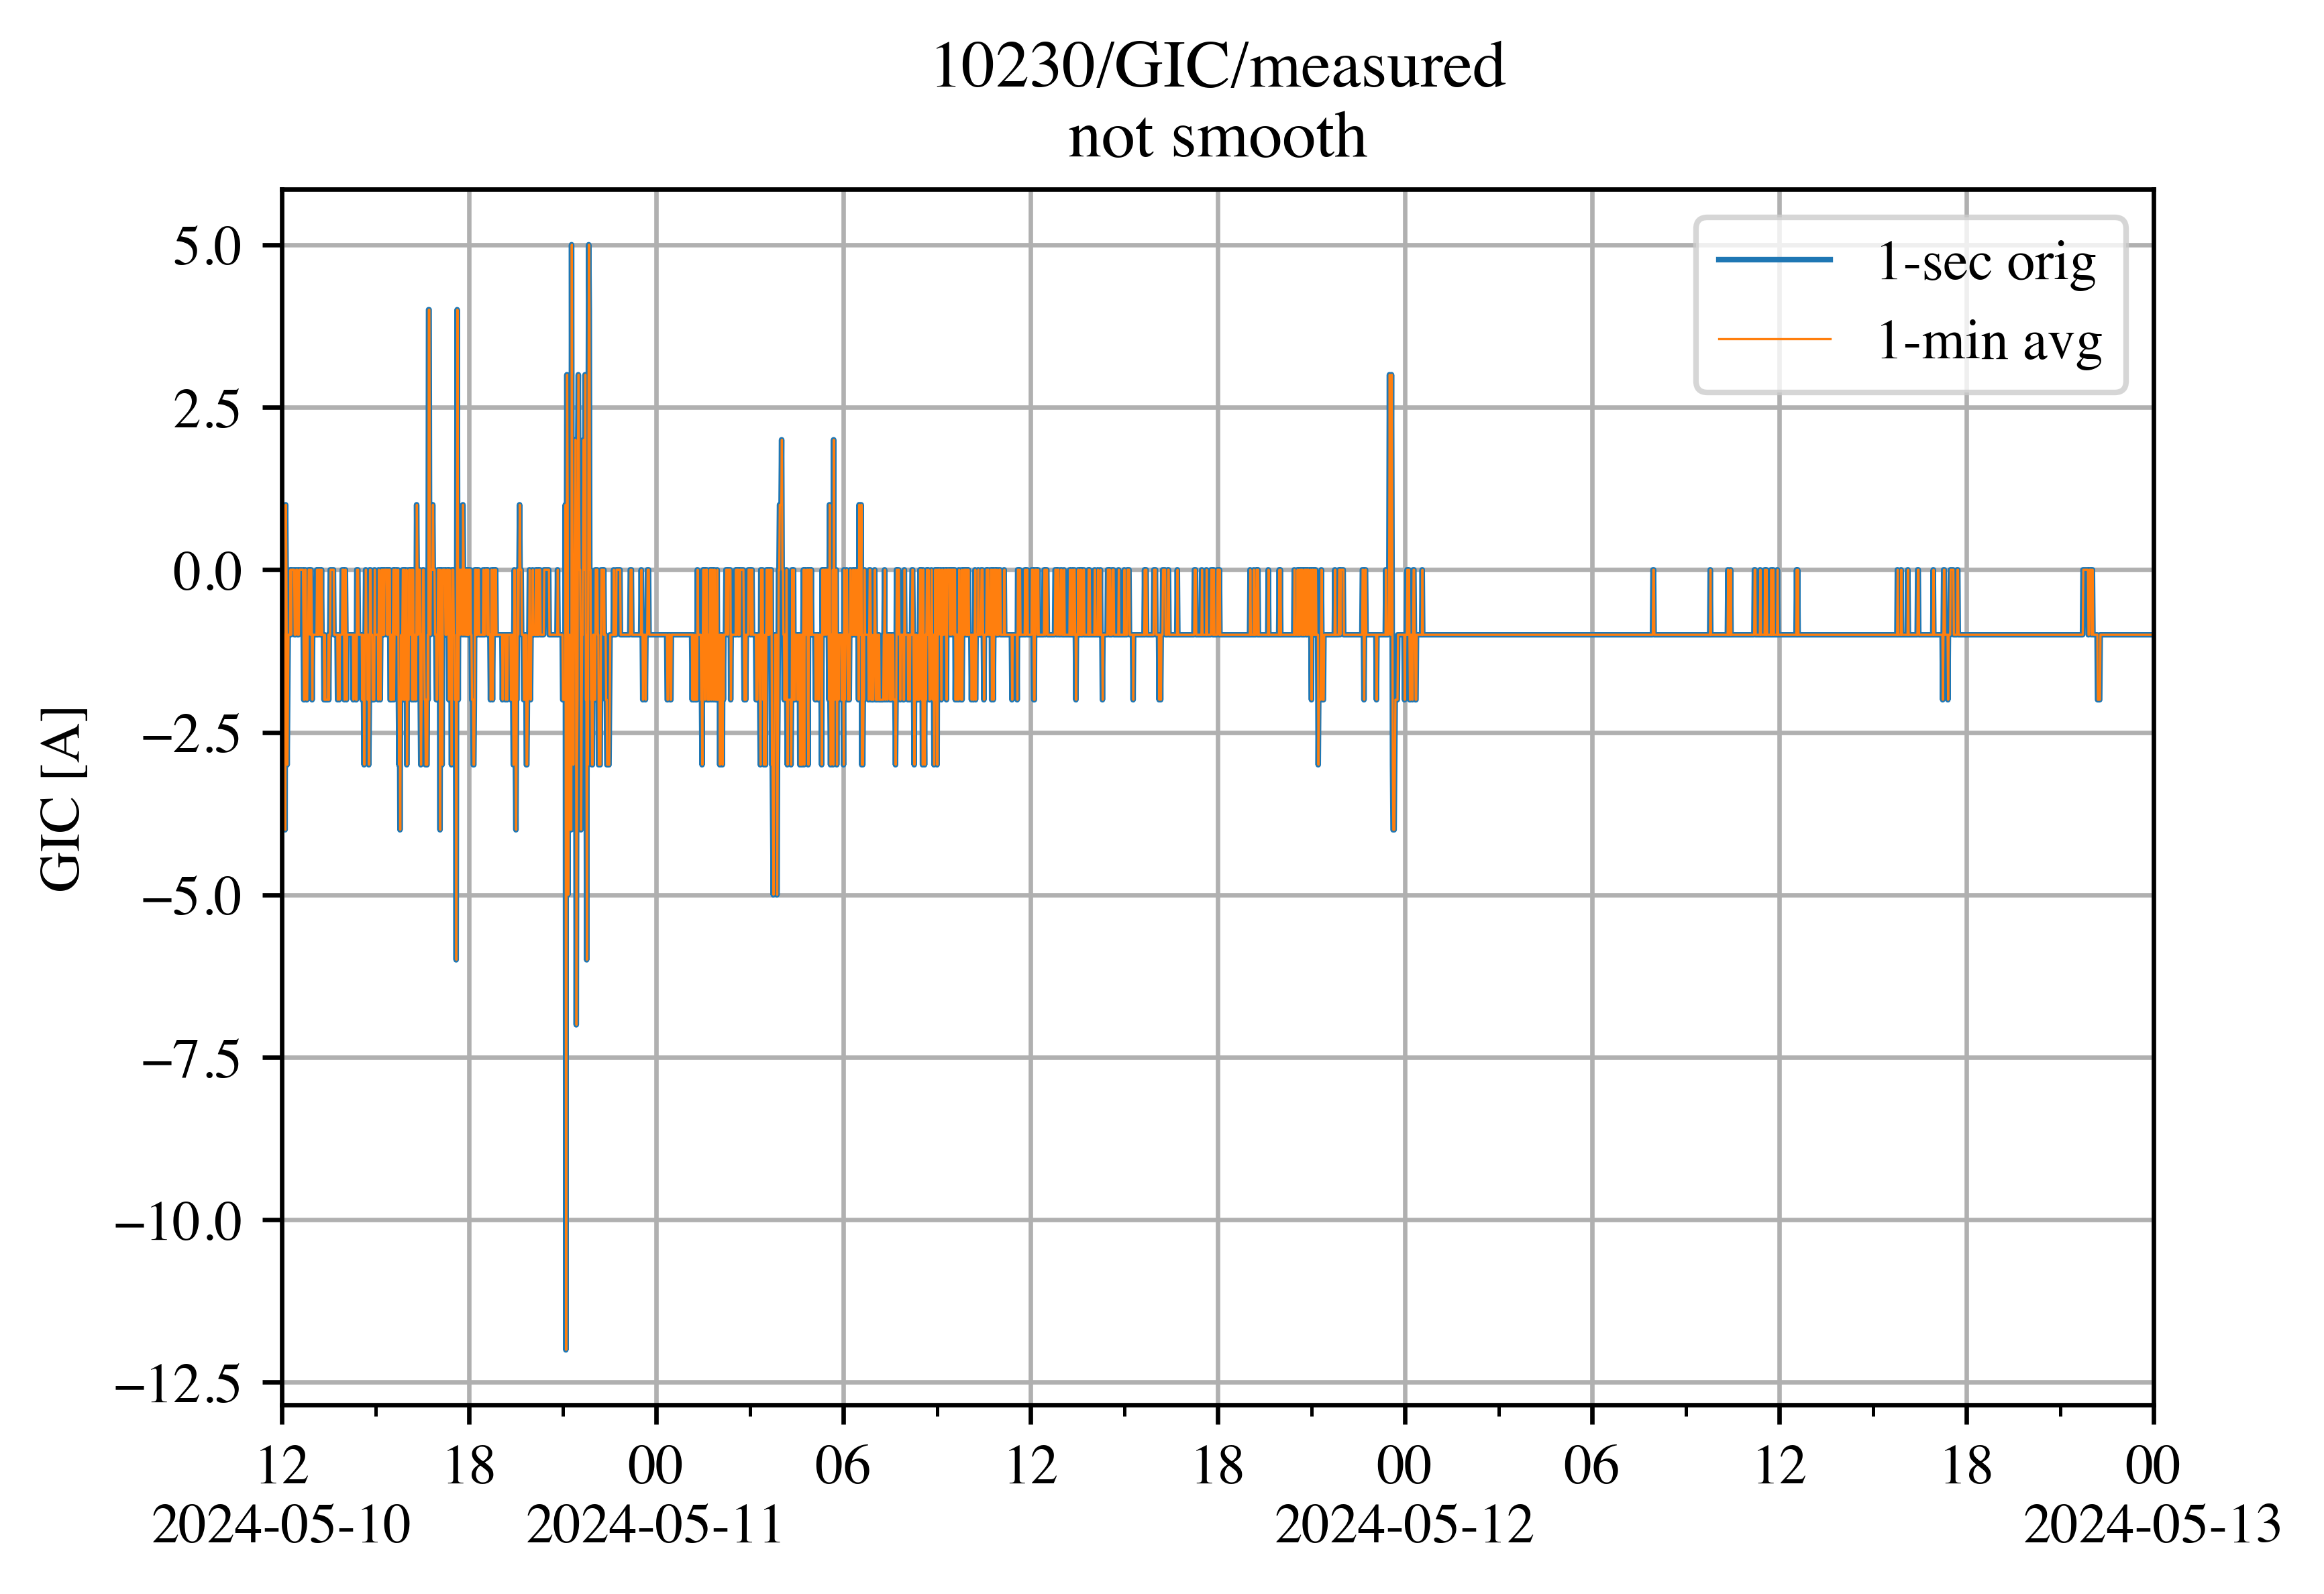 10230/GIC/measured
not smooth
1-sec orig
1-min avg
GIC [A]
5.0
2.5
0.0
−2.5
−5.0
−7.5
−10.0
−12.5
12 18 00 06 12 18 00 06 12 18 00
2024-05-10 2024-05-11 2024-05-12 2024-05-13